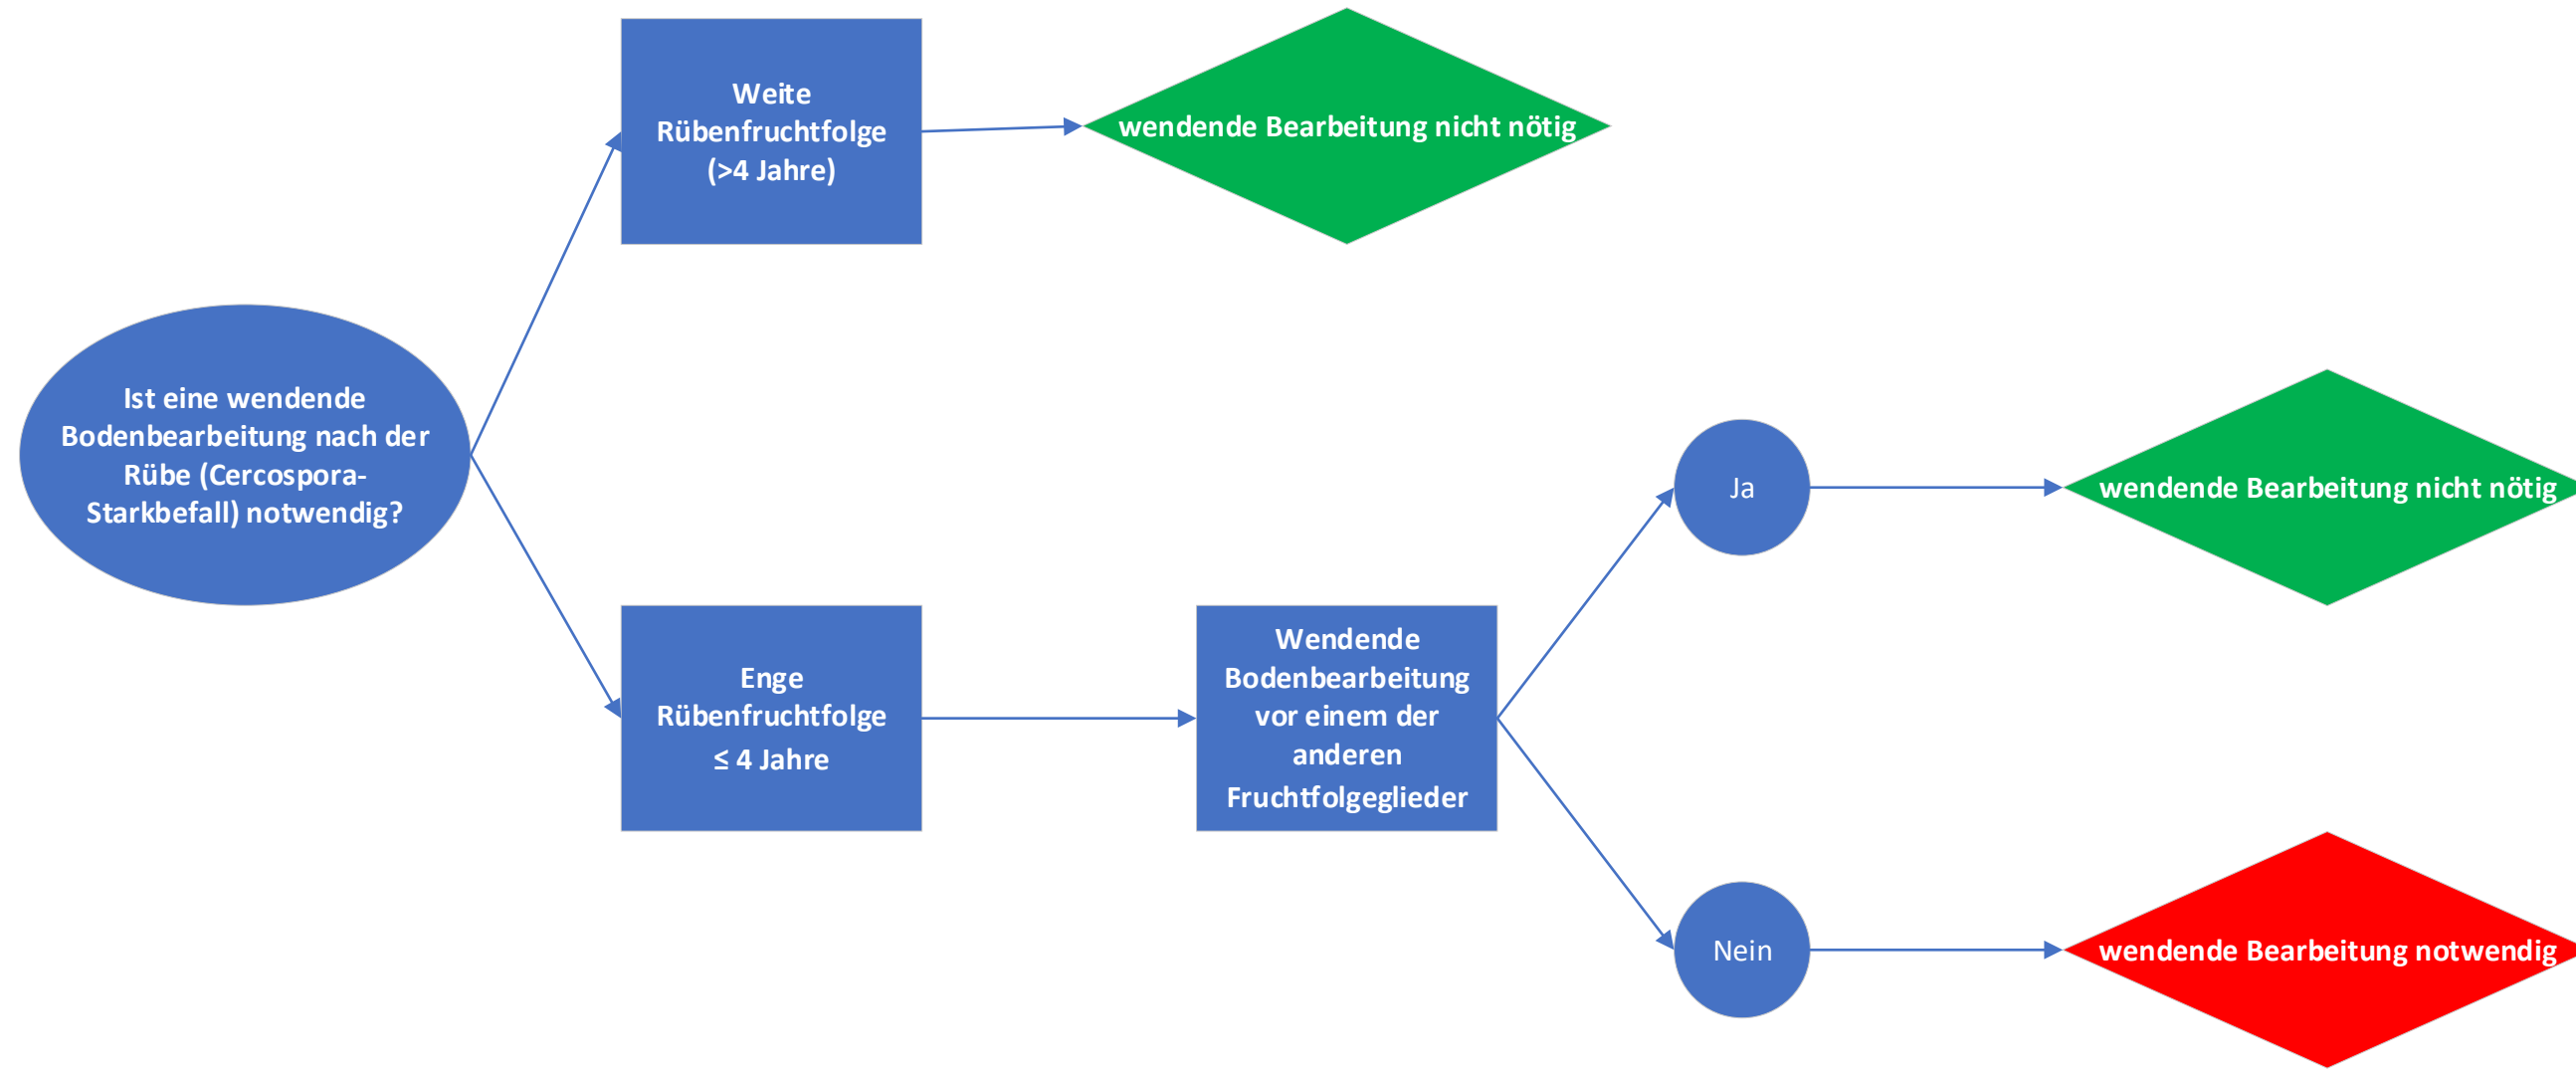 Weite
Rübenfruchtfolge
(>4 Jahre)
wendende Bearbeitung nicht nötig
Ist eine wendende
Bodenbearbeitung nach der
Rübe (Cercospora-
Starkbefall) notwendig?
Enge
Rübenfruchtfolge
≤ 4 Jahre
Wendende
Bodenbearbeitung
vor einem der
anderen
Fruchtfolgeglieder
Ja
wendende Bearbeitung nicht nötig
Nein
wendende Bearbeitung notwendig